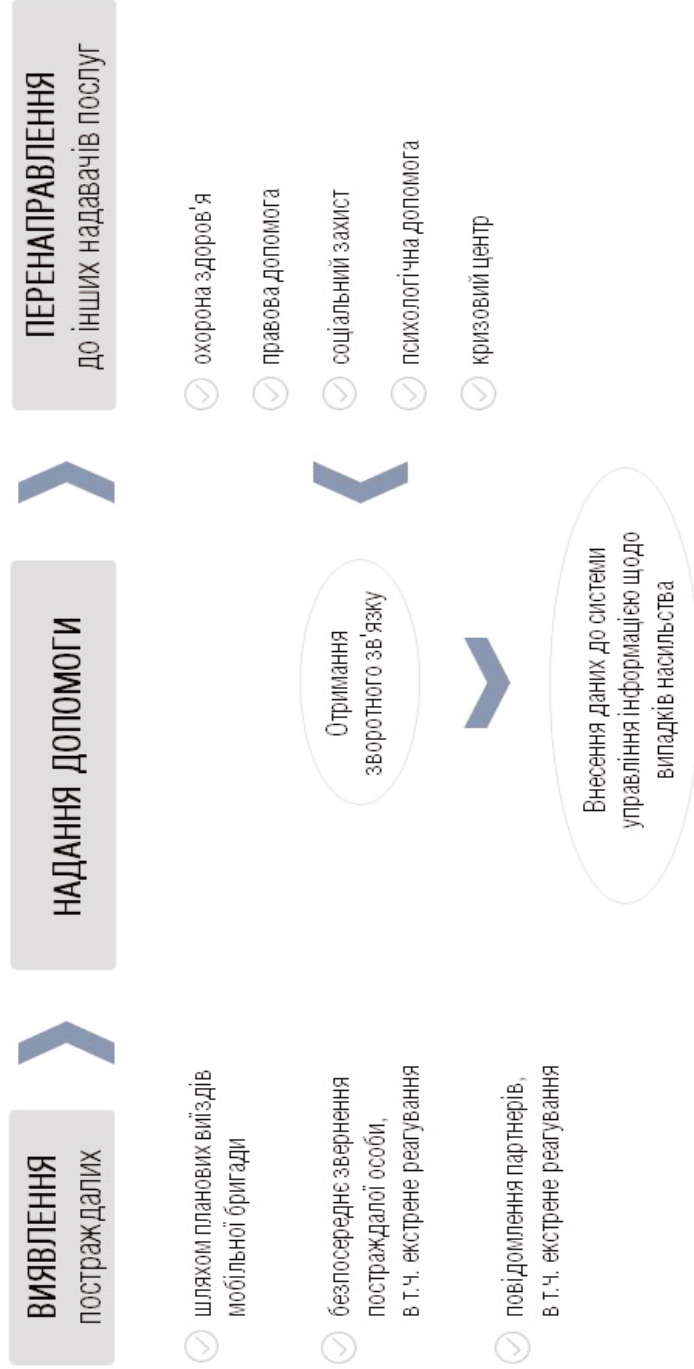 ВИЯВЛЕННЯ
постраждалих
шляхом планових виїздів
мобільної бригади
безпосереднє звернення
постраждалої особи,
в т.ч. екстрене реагування
повідомлення партнерів,
в т.ч. екстрене реагування
НАДАННЯ ДОПОМОГИ
Отримання
зворотного зв'язку
Внесення даних до системи
управління інформацією щодо
випадків насильства
ПЕРЕНАПРАВЛЕННЯ
до інших надавачів послуг
охорона здоров'я
правова допомога
соціальний захист
психологічна допомога
кризовий центр